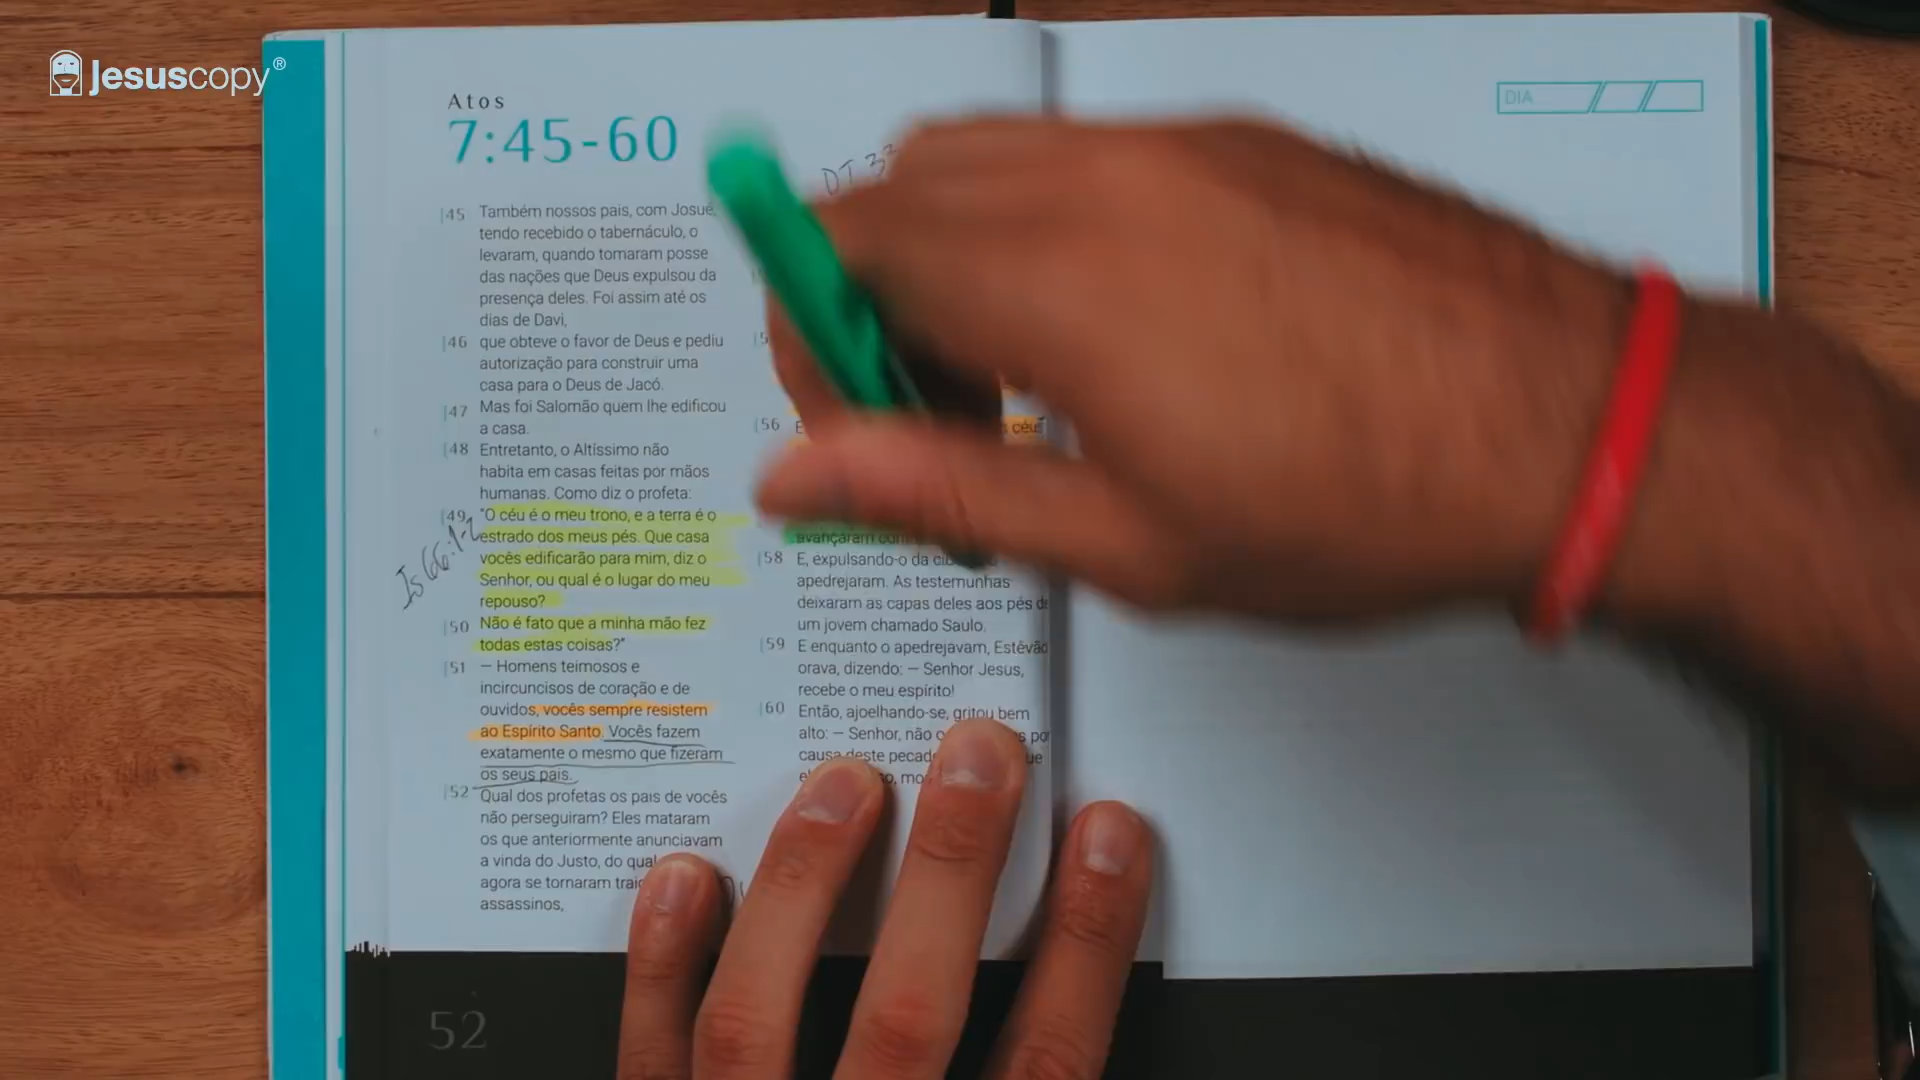 Jesuscopy®
Atos
7:45-60
DIA
DT
|45 Também nossos pais, com Josué,
tendo recebido o tabernáculo, o
levaram, quando tomaram posse
das nações que Deus expulsou da
presença deles. Foi assim até os
dias de Davi,
|46 que obteve o favor de Deus e pediu
autorização para construir uma
casa para o Deus de Jacó.
|47 Mas foi Salomão quem lhe edificou
a casa.
|48 Entretanto, o Altíssimo não
habita em casas feitas por mãos
humanas. Como diz o profeta:
|49 "O céu é o meu trono, e a terra é o
estrado dos meus pés. Que casa
vocês edificarão para mim, diz o
Senhor, ou qual é o lugar do meu
repouso?
Is 66:1-2
|50 Não é fato que a minha mão fez
todas estas coisas?"
|51 — Homens teimosos e
incircuncisos de coração e de
ouvidos, vocês sempre resistem
ao Espírito Santo. Vocês fazem
exatamente o mesmo que fizeram
os seus pais.
|52 Qual dos profetas os pais de vocês
não perseguiram? Eles mataram
os que anteriormente anunciavam
a vinda do Justo, do qual
agora se tornaram
assassinos,
|56
céus
avançaram
|58 E, expulsando-o da
apedrejaram. As testemunhas
deixaram as capas deles aos pés
um jovem chamado Saulo.
|59 E enquanto o apedrejavam, Estêvão
orava, dizendo: — Senhor Jesus,
recebe o meu espírito!
|60 Então, ajoelhando-se, gritou bem
alto: — Senhor, não
causa deste
52